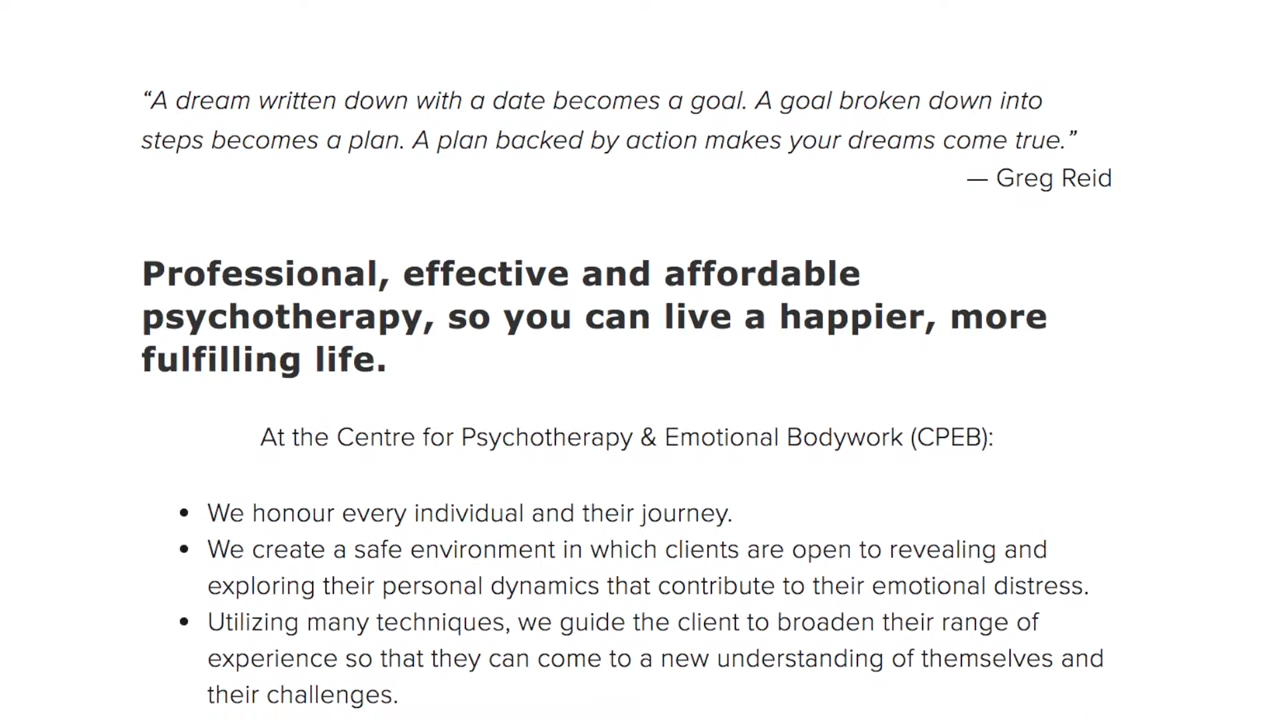 “A dream written down with a date becomes a goal. A goal broken down into
steps becomes a plan. A plan backed by action makes your dreams come true.”
— Greg Reid
Professional, effective and affordable
psychotherapy, so you can live a happier, more
fulfilling life.
At the Centre for Psychotherapy & Emotional Bodywork (CPEB):
• We honour every individual and their journey.
• We create a safe environment in which clients are open to revealing and
exploring their personal dynamics that contribute to their emotional distress.
• Utilizing many techniques, we guide the client to broaden their range of
experience so that they can come to a new understanding of themselves and
their challenges.